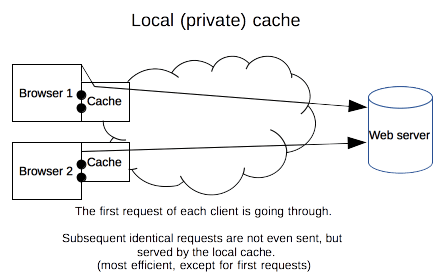 Local (private) cache
Browser 1
Cache
Web server
Browser 2
Cache
The first request of each client is going through.
Subsequent identical requests are not even sent, but
served by the local cache.
(most efficient, except for first requests)